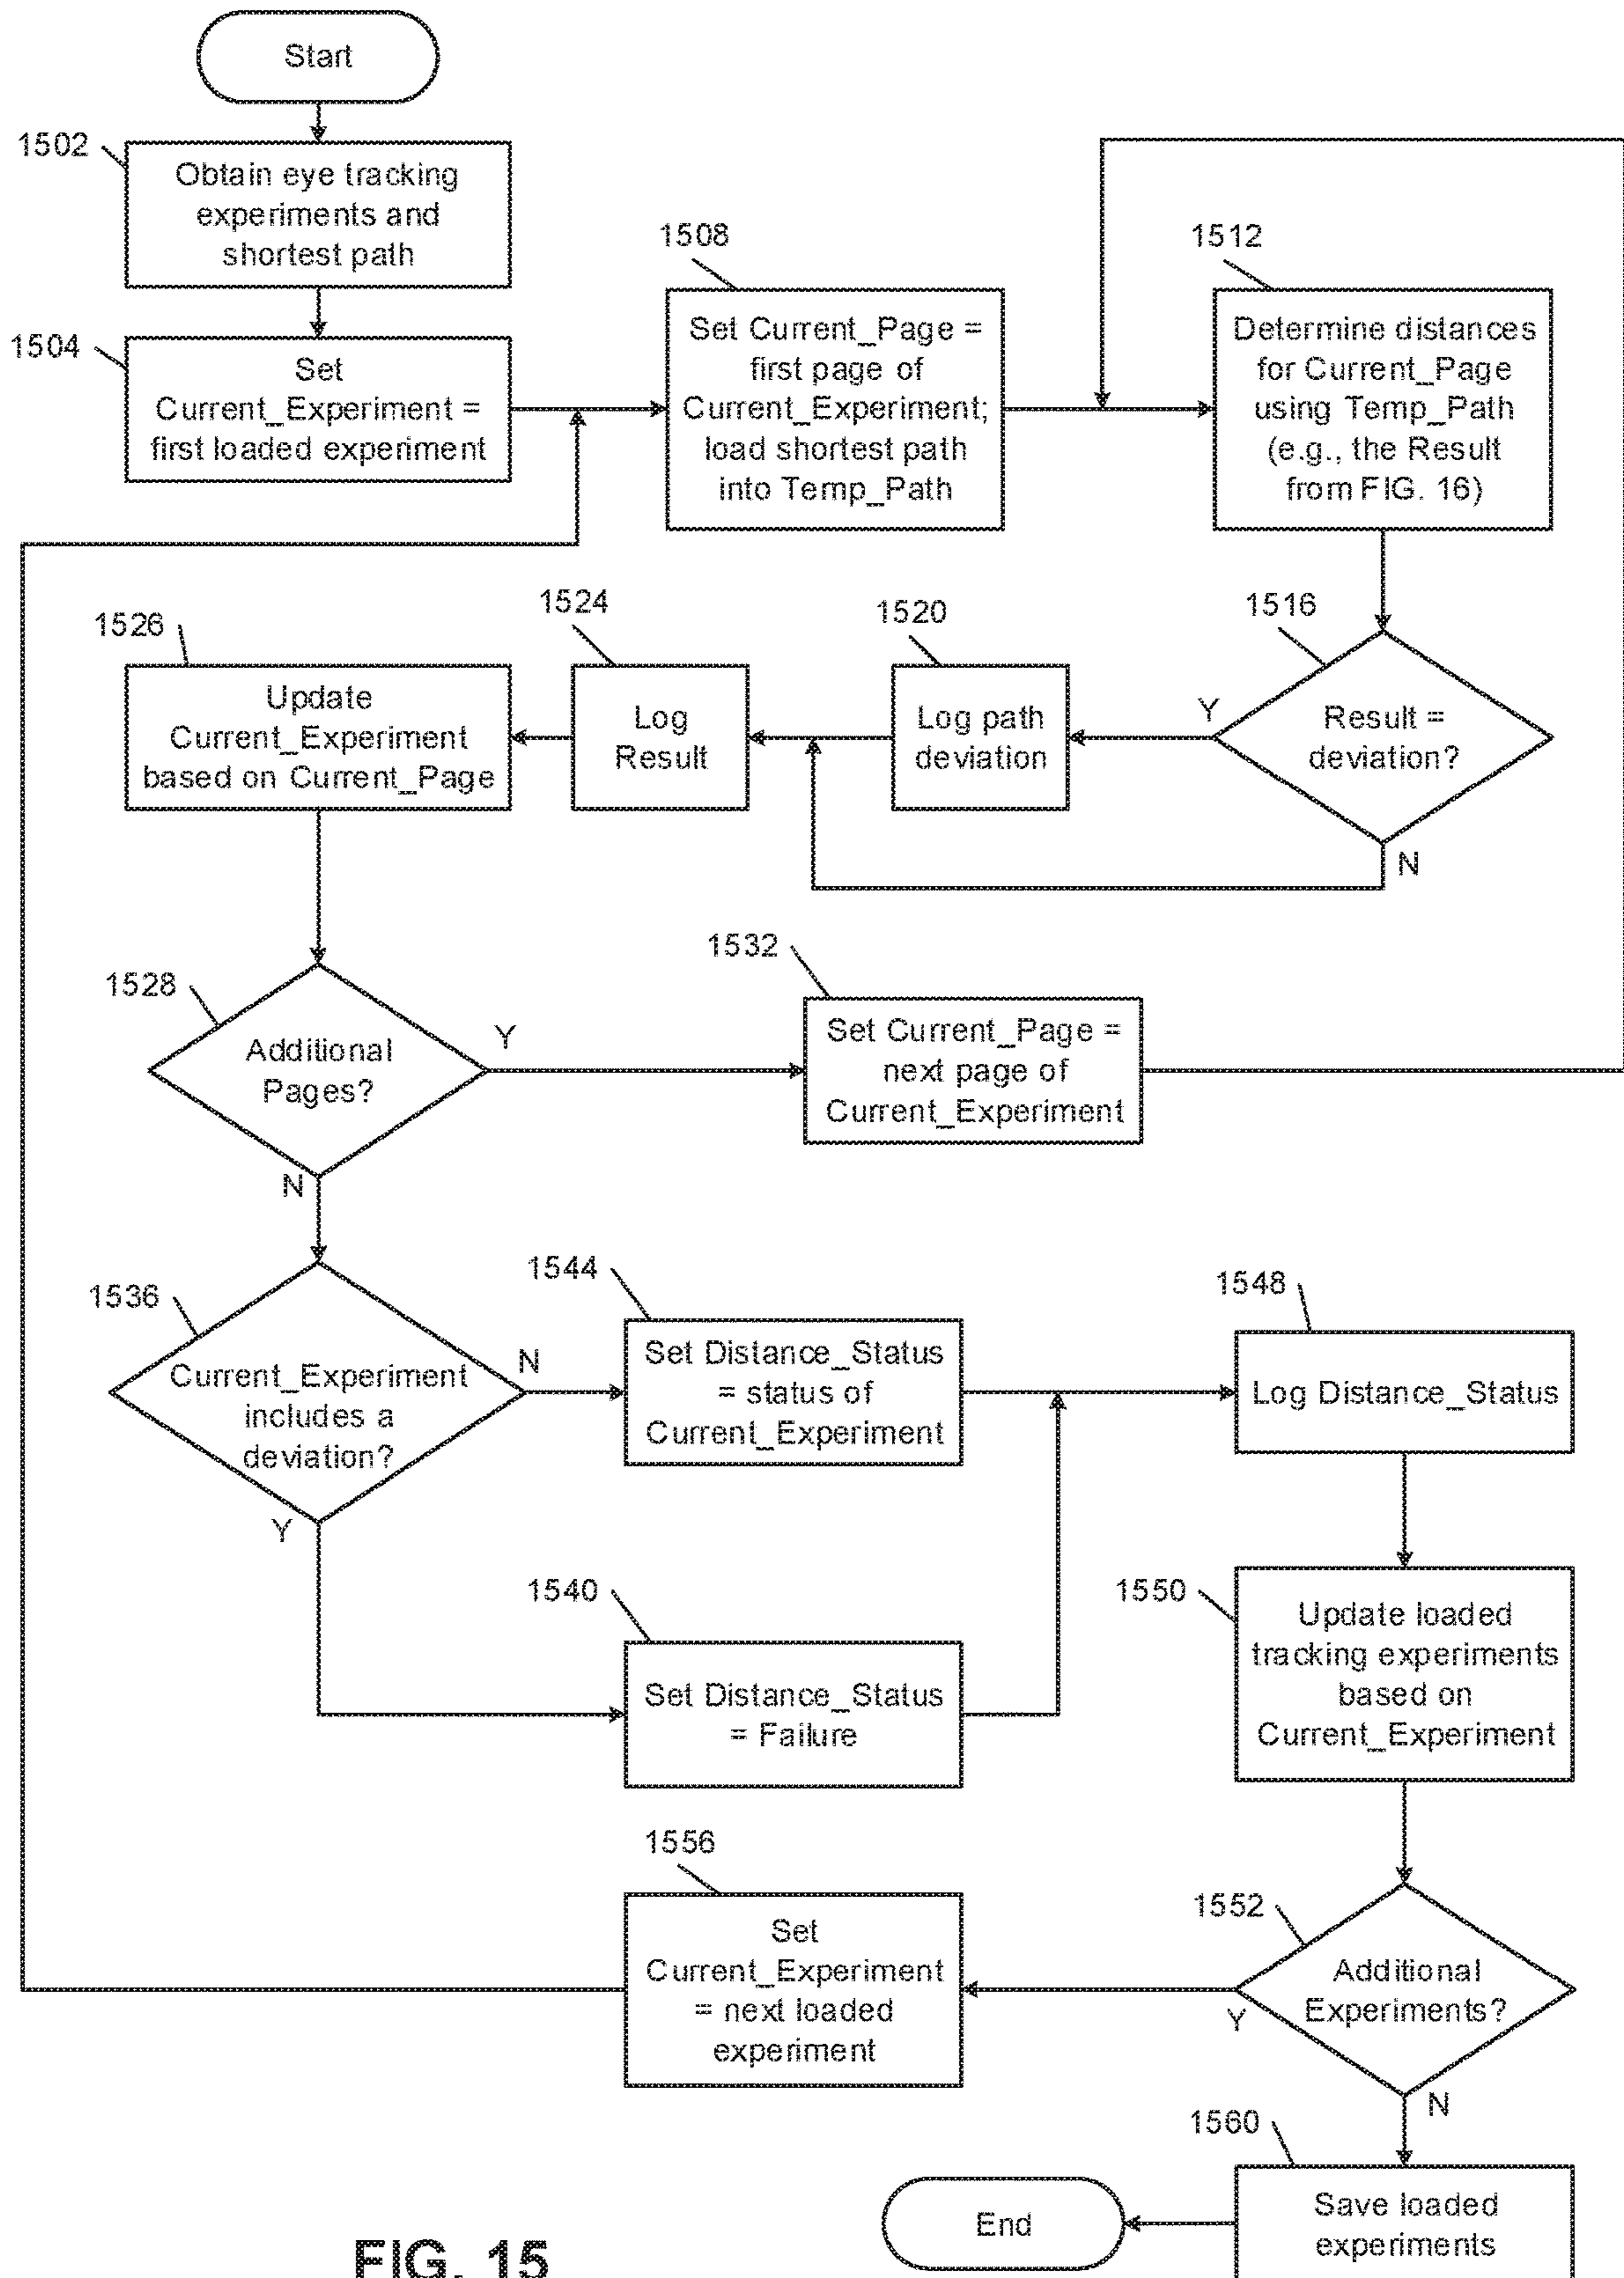 Start
1502
Obtain eye tracking
experiments and
shortest path
1504
Set
Current_Experiment =
first loaded experiment
1508
Set Current_Page =
first page of
Current_Experiment;
load shortest path
into Temp_Path
1512
Determine distances
for Current_Page
using Temp_Path
(e.g., the Result
from FIG. 16)
1516
Result =
deviation?
Y
N
1520
Log path
deviation
1524
Log
Result
1526
Update
Current_Experiment
based on Current_Page
1528
Additional
Pages?
Y
N
1532
Set Current_Page =
next page of
Current_Experiment
1536
Current_Experiment
includes a
deviation?
N
Y
1544
Set Distance_Status
= status of
Current_Experiment
1540
Set Distance_Status
= Failure
1548
Log Distance_Status
1550
Update loaded
tracking experiments
based on
Current_Experiment
1552
Additional
Experiments?
Y
N
1556
Set
Current_Experiment
= next loaded
experiment
1560
Save loaded
experiments
End
FIG. 15